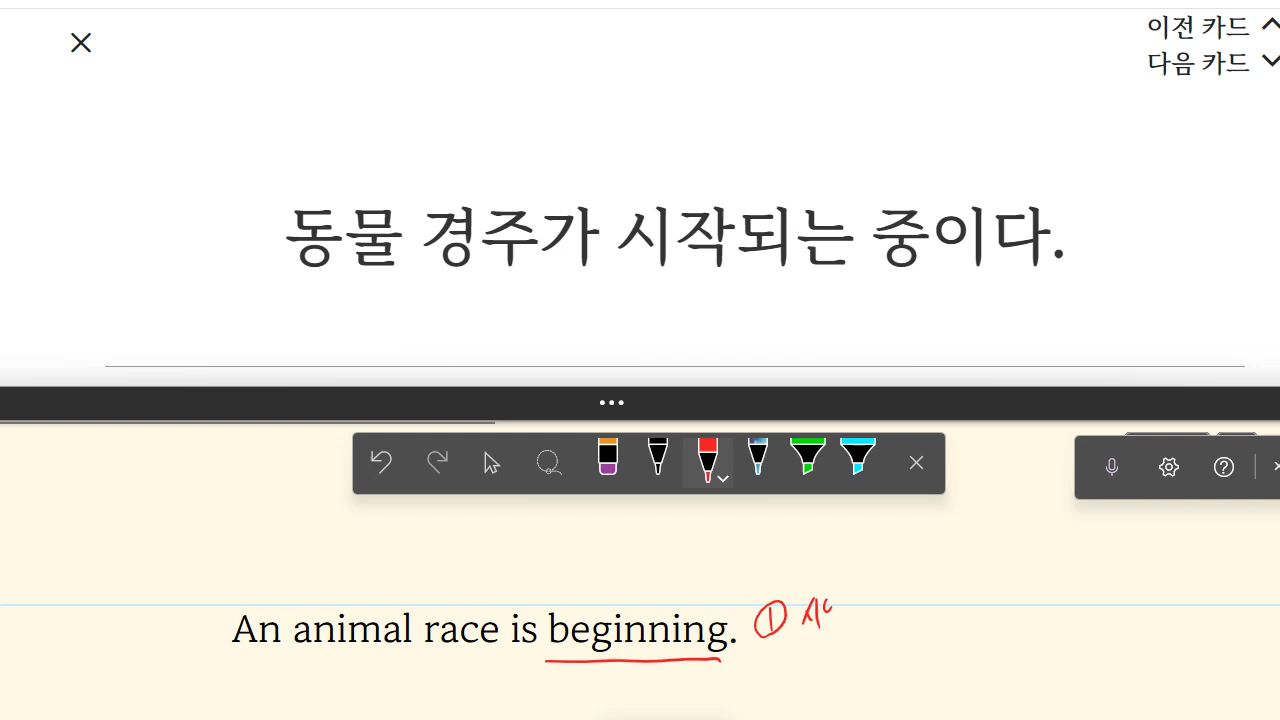 이전 카드
다음 카드
동물 경주가 시작되는 중이다.
An animal race is beginning. ①